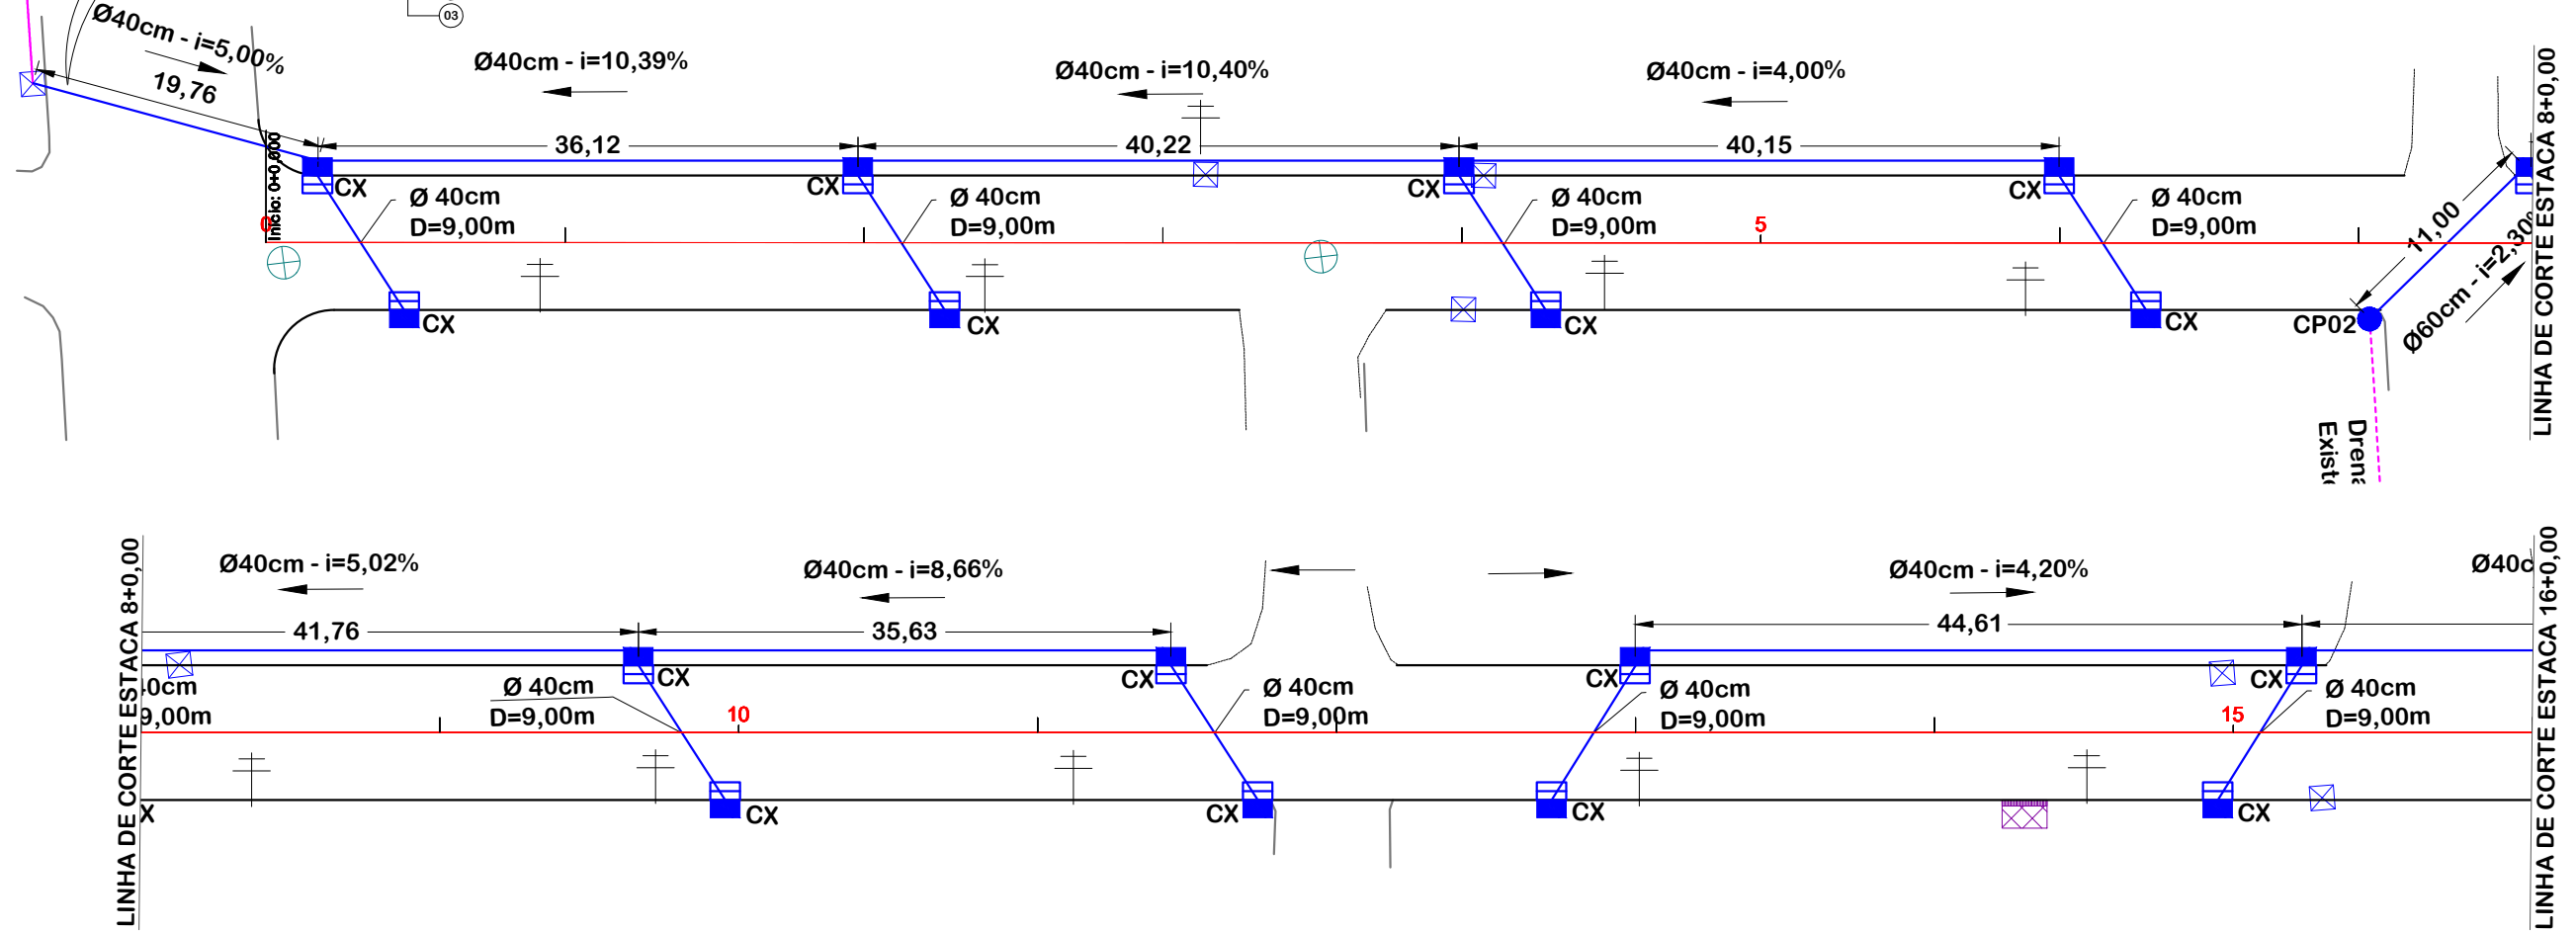 03
Ø40cm - i=5,00%
19,76
Ø40cm - i=10,39%
Ø40cm - i=10,40%
Ø40cm - i=4,00%
36,12
40,22
40,15
Início: 0+0,000
0
5
CX
CX
CX
CX
Ø 40cm
D=9,00m
Ø 40cm
D=9,00m
Ø 40cm
D=9,00m
Ø 40cm
D=9,00m
CX
CX
CX
CX
CP02
11,00
Ø60cm - i=2,30
LINHA DE CORTE ESTACA 8+0,00
LINHA DE CORTE ESTACA 8+0,00
Ø40cm - i=5,02%
Ø40cm - i=8,66%
Ø40cm - i=4,20%
Ø40c
41,76
35,63
44,61
CX
CX
CX
CX
40cm
9,00m
Ø 40cm
D=9,00m
Ø 40cm
D=9,00m
Ø 40cm
D=9,00m
Ø 40cm
D=9,00m
10
15
X
CX
CX
CX
CX
LINHA DE CORTE ESTACA 16+0,00